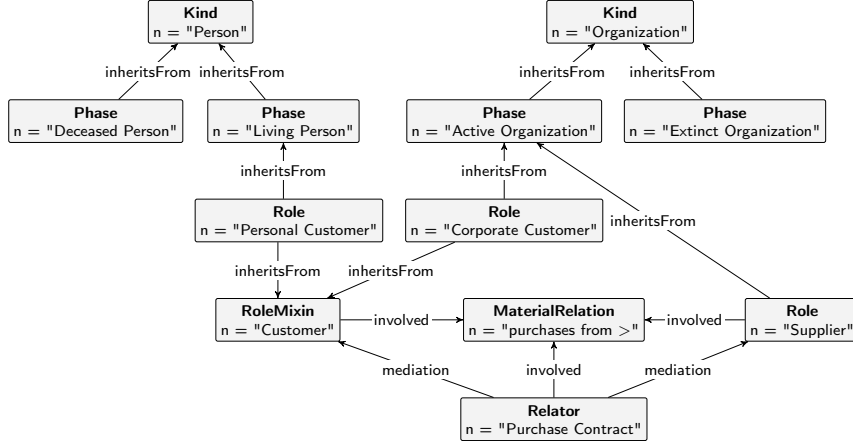 Kind
n = "Person"
Kind
n = "Organization"
inheritsFrom
inheritsFrom
inheritsFrom
inheritsFrom
Phase
n = "Deceased Person"
Phase
n = "Living Person"
Phase
n = "Active Organization"
Phase
n = "Extinct Organization"
inheritsFrom
inheritsFrom
Role
n = "Personal Customer"
Role
n = "Corporate Customer"
inheritsFrom
inheritsFrom
inheritsFrom
RoleMixin
n = "Customer"
involved
MaterialRelation
n = "purchases from >"
involved
Role
n = "Supplier"
mediation
involved
mediation
Relator
n = "Purchase Contract"